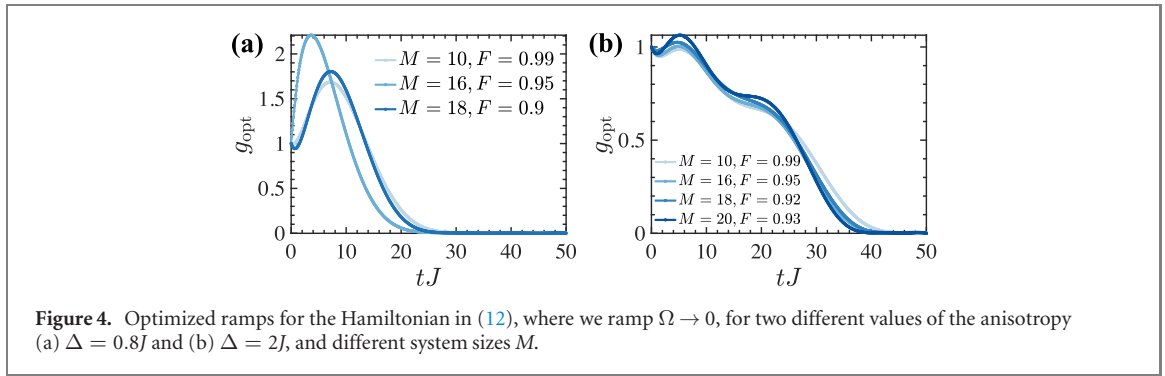 (a)
2
1.5
1
0.5
0
g_opt
M = 10, F = 0.99
M = 16, F = 0.95
M = 18, F = 0.9
0 10 20 30 40 50
tJ
(b)
1
0.5
0
g_opt
M = 10, F = 0.99
M = 16, F = 0.95
M = 18, F = 0.92
M = 20, F = 0.93
0 10 20 30 40 50
tJ
Figure 4. Optimized ramps for the Hamiltonian in (12), where we ramp Ω → 0, for two different values of the anisotropy
(a) Δ = 0.8J and (b) Δ = 2J, and different system sizes M.